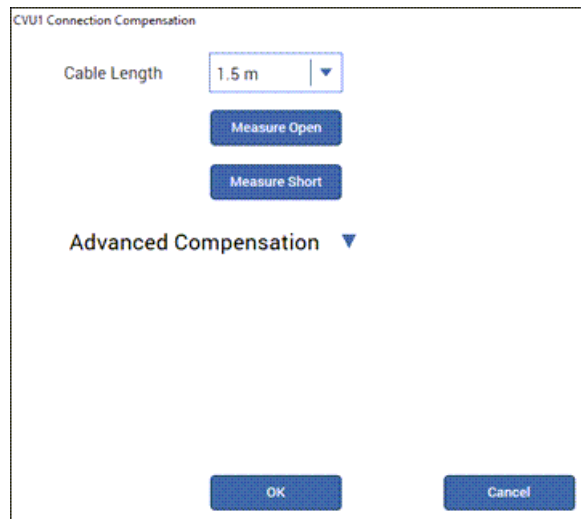 CVU1 Connection Compensation
Cable Length 1.5 m
Measure Open
Measure Short
Advanced Compensation
OK Cancel